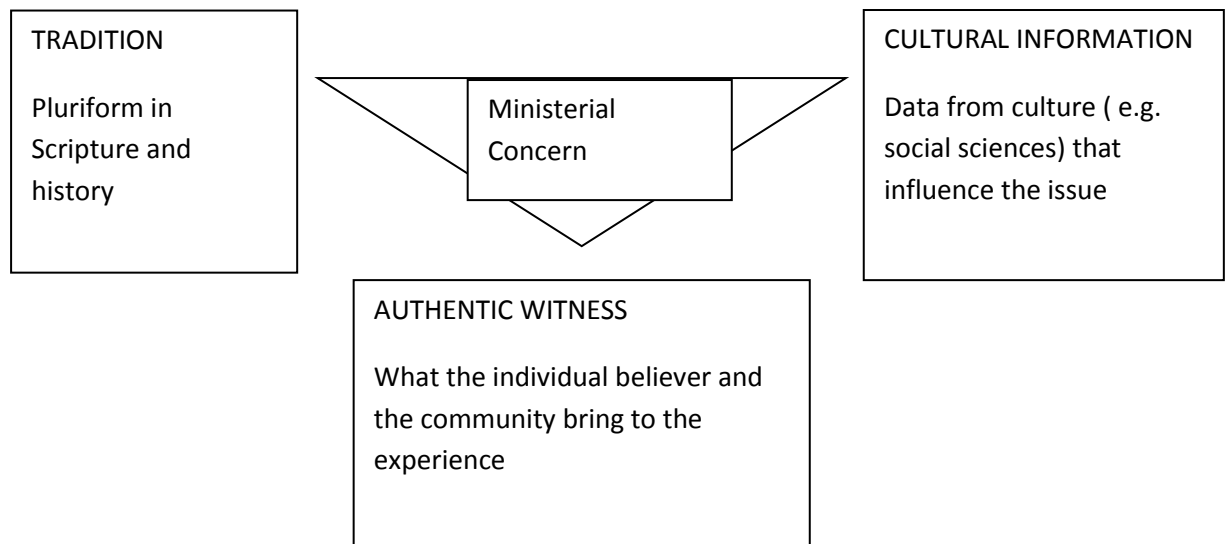 TRADITION
Pluriform in
Scripture and
history
Ministerial
Concern
CULTURAL INFORMATION
Data from culture ( e.g.
social sciences) that
influence the issue
AUTHENTIC WITNESS
What the individual believer and
the community bring to the
experience